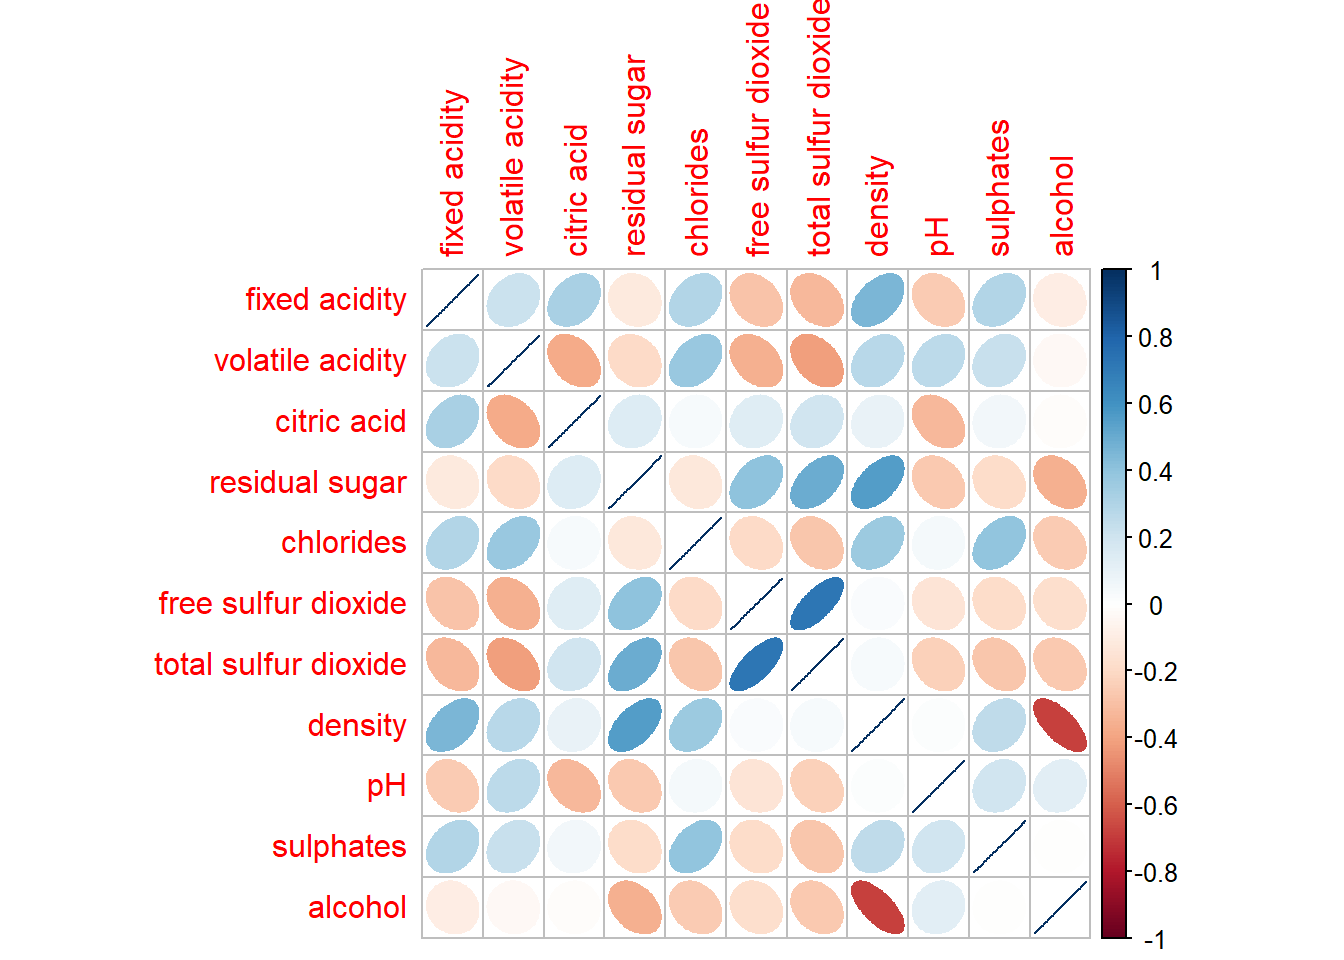 fixed acidity
volatile acidity
citric acid
residual sugar
chlorides
free sulfur dioxide
total sulfur dioxide
density
pH
sulphates
alcohol
fixed acidity
volatile acidity
citric acid
residual sugar
chlorides
free sulfur dioxide
total sulfur dioxide
density
pH
sulphates
alcohol
1
0.8
0.6
0.4
0.2
0
-0.2
-0.4
-0.6
-0.8
-1